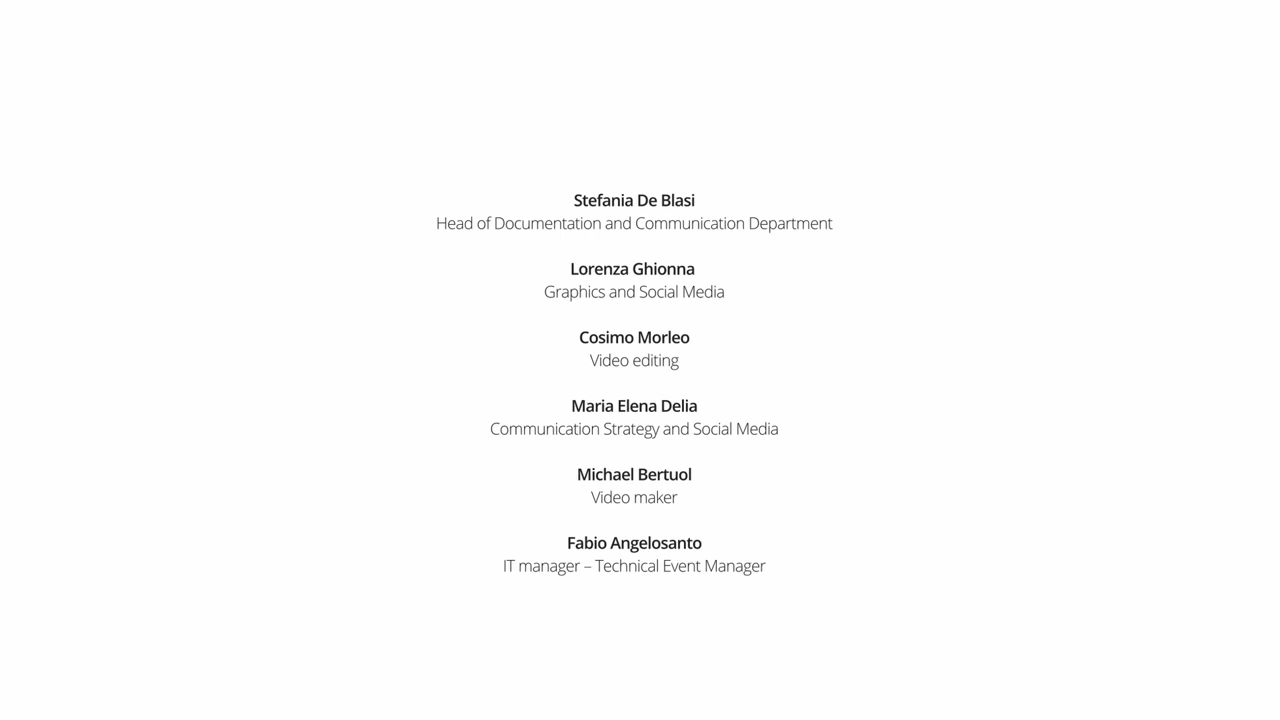 Stefania De Blasi
Head of Documentation and Communication Department
Lorenza Ghionna
Graphics and Social Media
Cosimo Morleo
Video editing
Maria Elena Delia
Communication Strategy and Social Media
Michael Bertuol
Video maker
Fabio Angelosanto
IT manager – Technical Event Manager